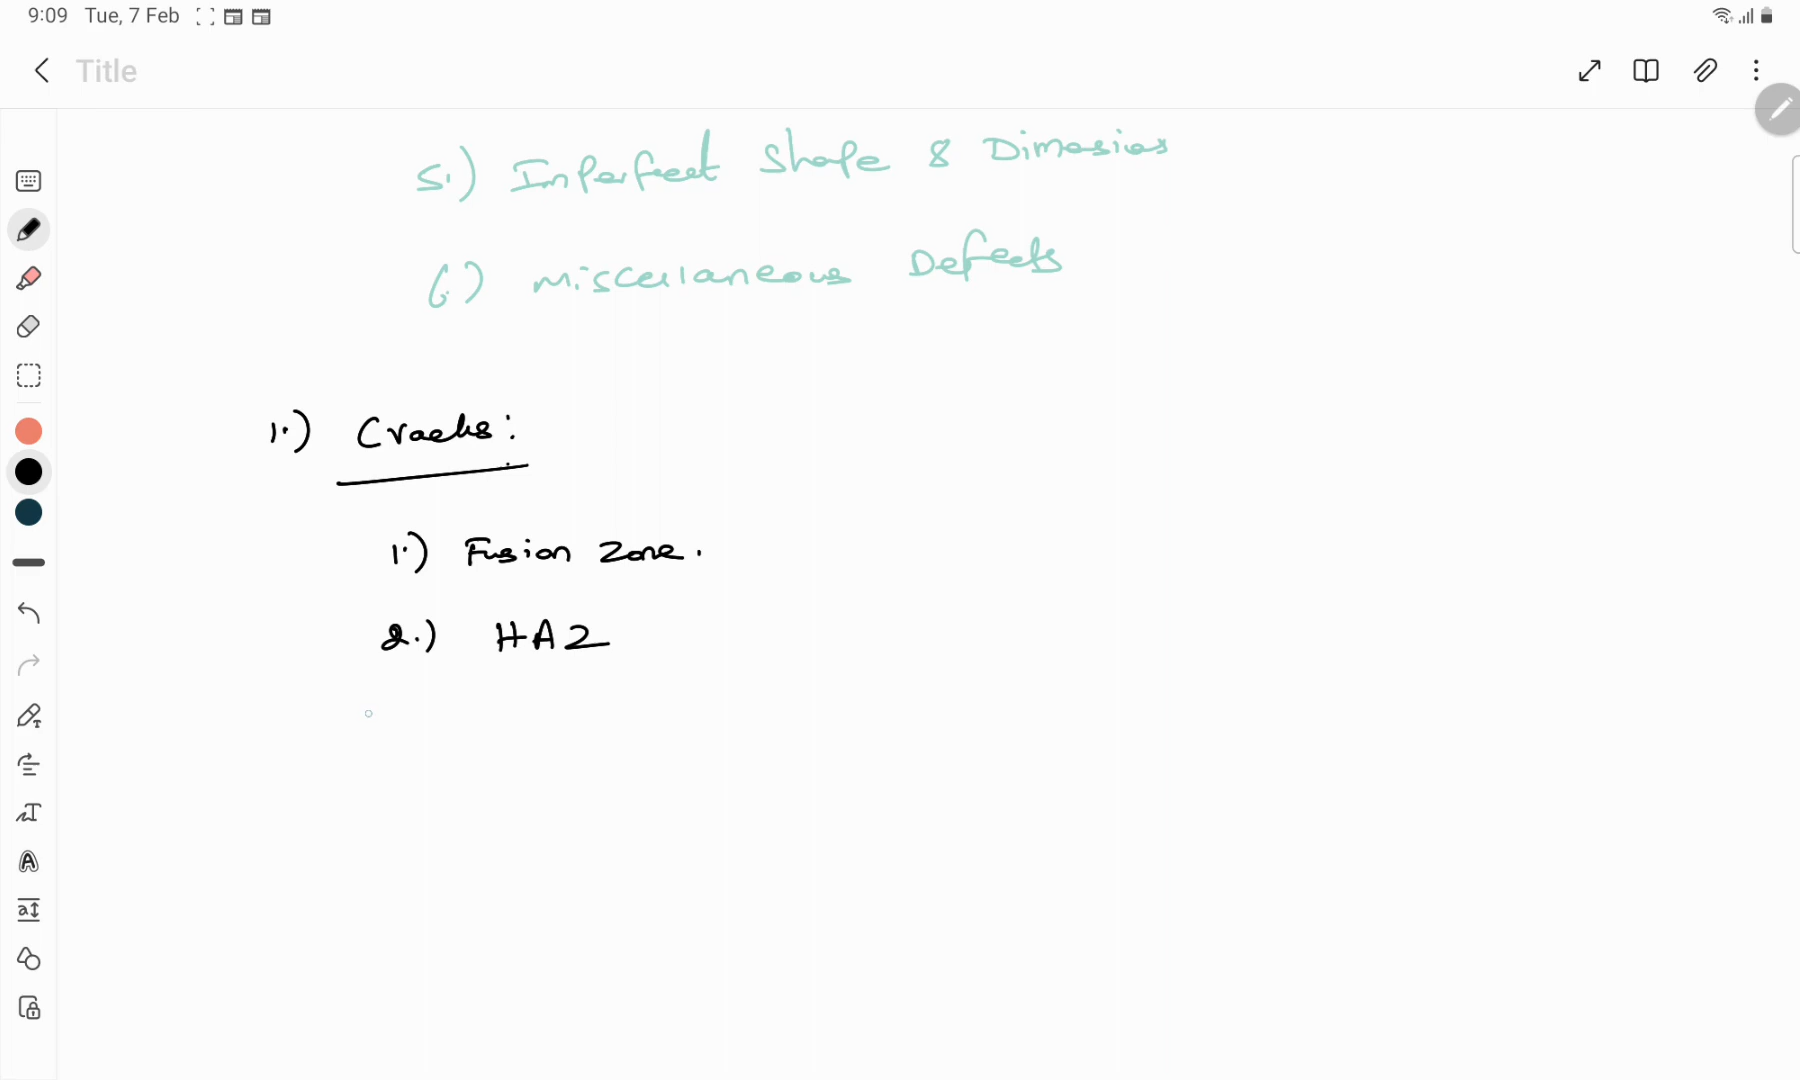 9:09 Tue, 7 Feb
Title
5.) Imperfect Shape & Dimesios
6.) miscellaneous Defects
1.) Cracks:
1.) Fusion Zone.
2.) HAZ